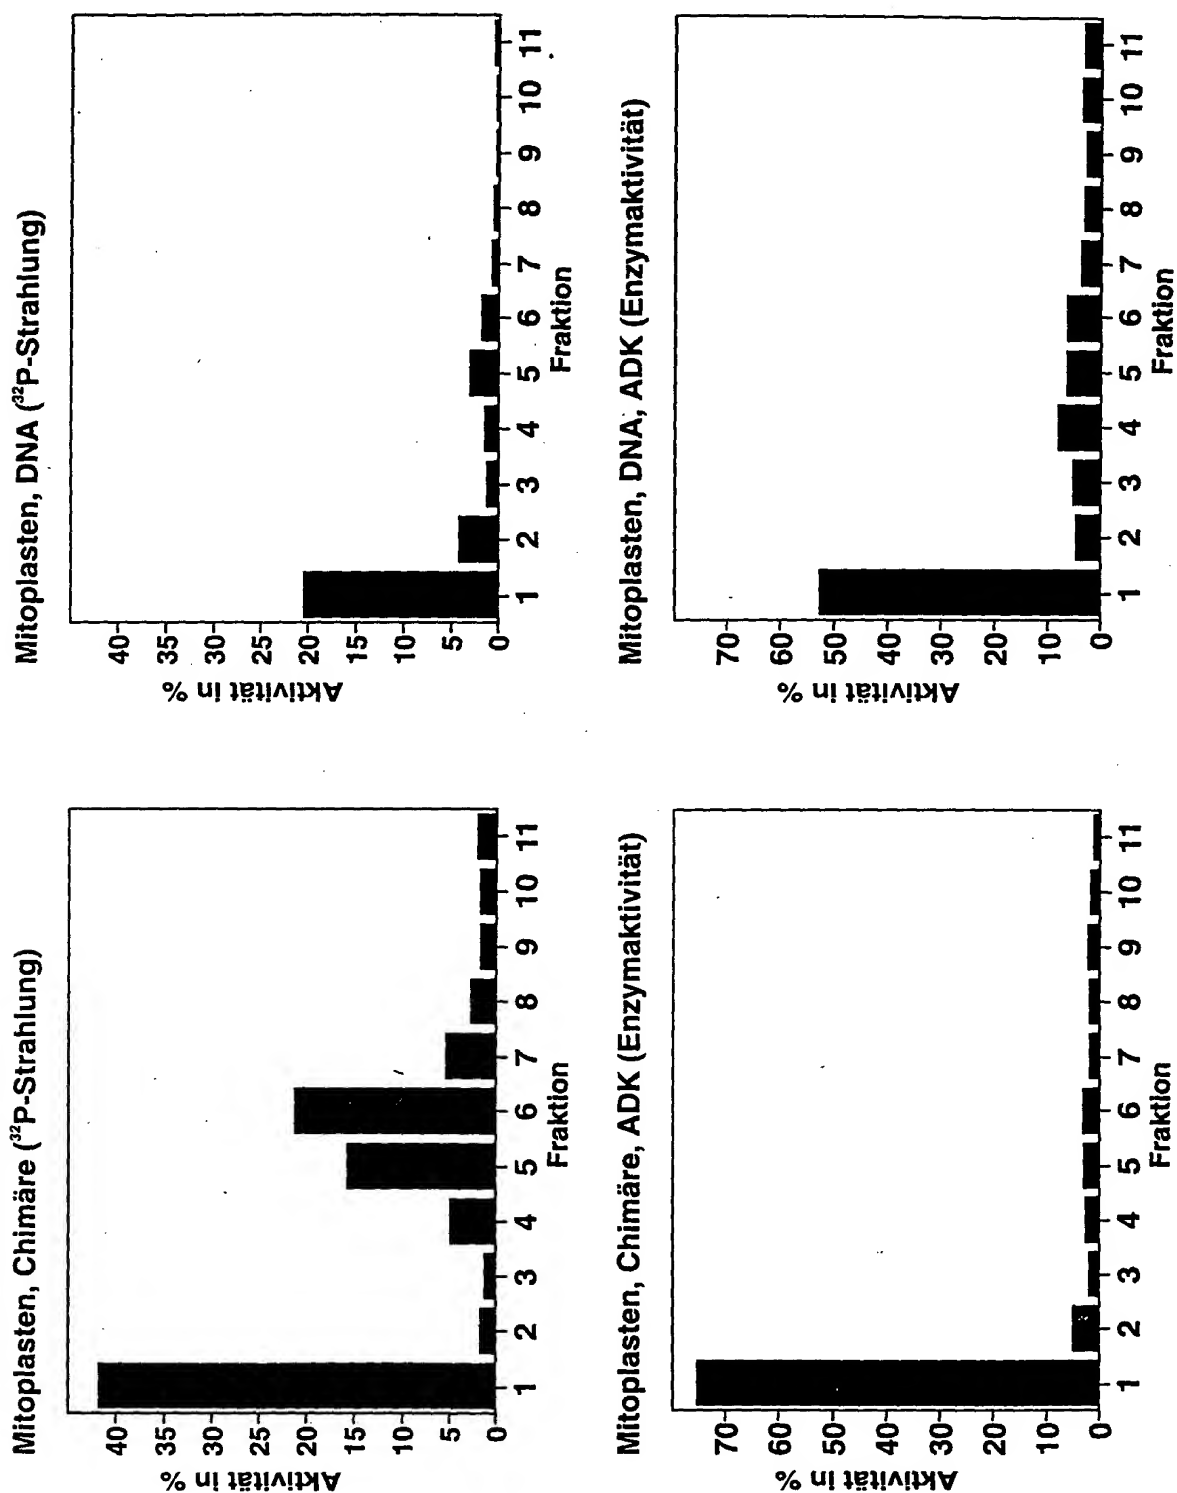 Mitoplasten, Chimäre (³²P-Strahlung)
Aktivität in %
40
35
30
25
20
15
10
5
0
1 2 3 4 5 6 7 8 9 10 11
Fraktion
Mitoplasten, DNA (³²P-Strahlung)
Aktivität in %
40
35
30
25
20
15
10
5
0
1 2 3 4 5 6 7 8 9 10 11
Fraktion
Mitoplasten, Chimäre, ADK (Enzymaktivität)
Aktivität in %
70
60
50
40
30
20
10
0
1 2 3 4 5 6 7 8 9 10 11
Fraktion
Mitoplasten, DNA, ADK (Enzymaktivität)
Aktivität in %
70
60
50
40
30
20
10
0
1 2 3 4 5 6 7 8 9 10 11
Fraktion